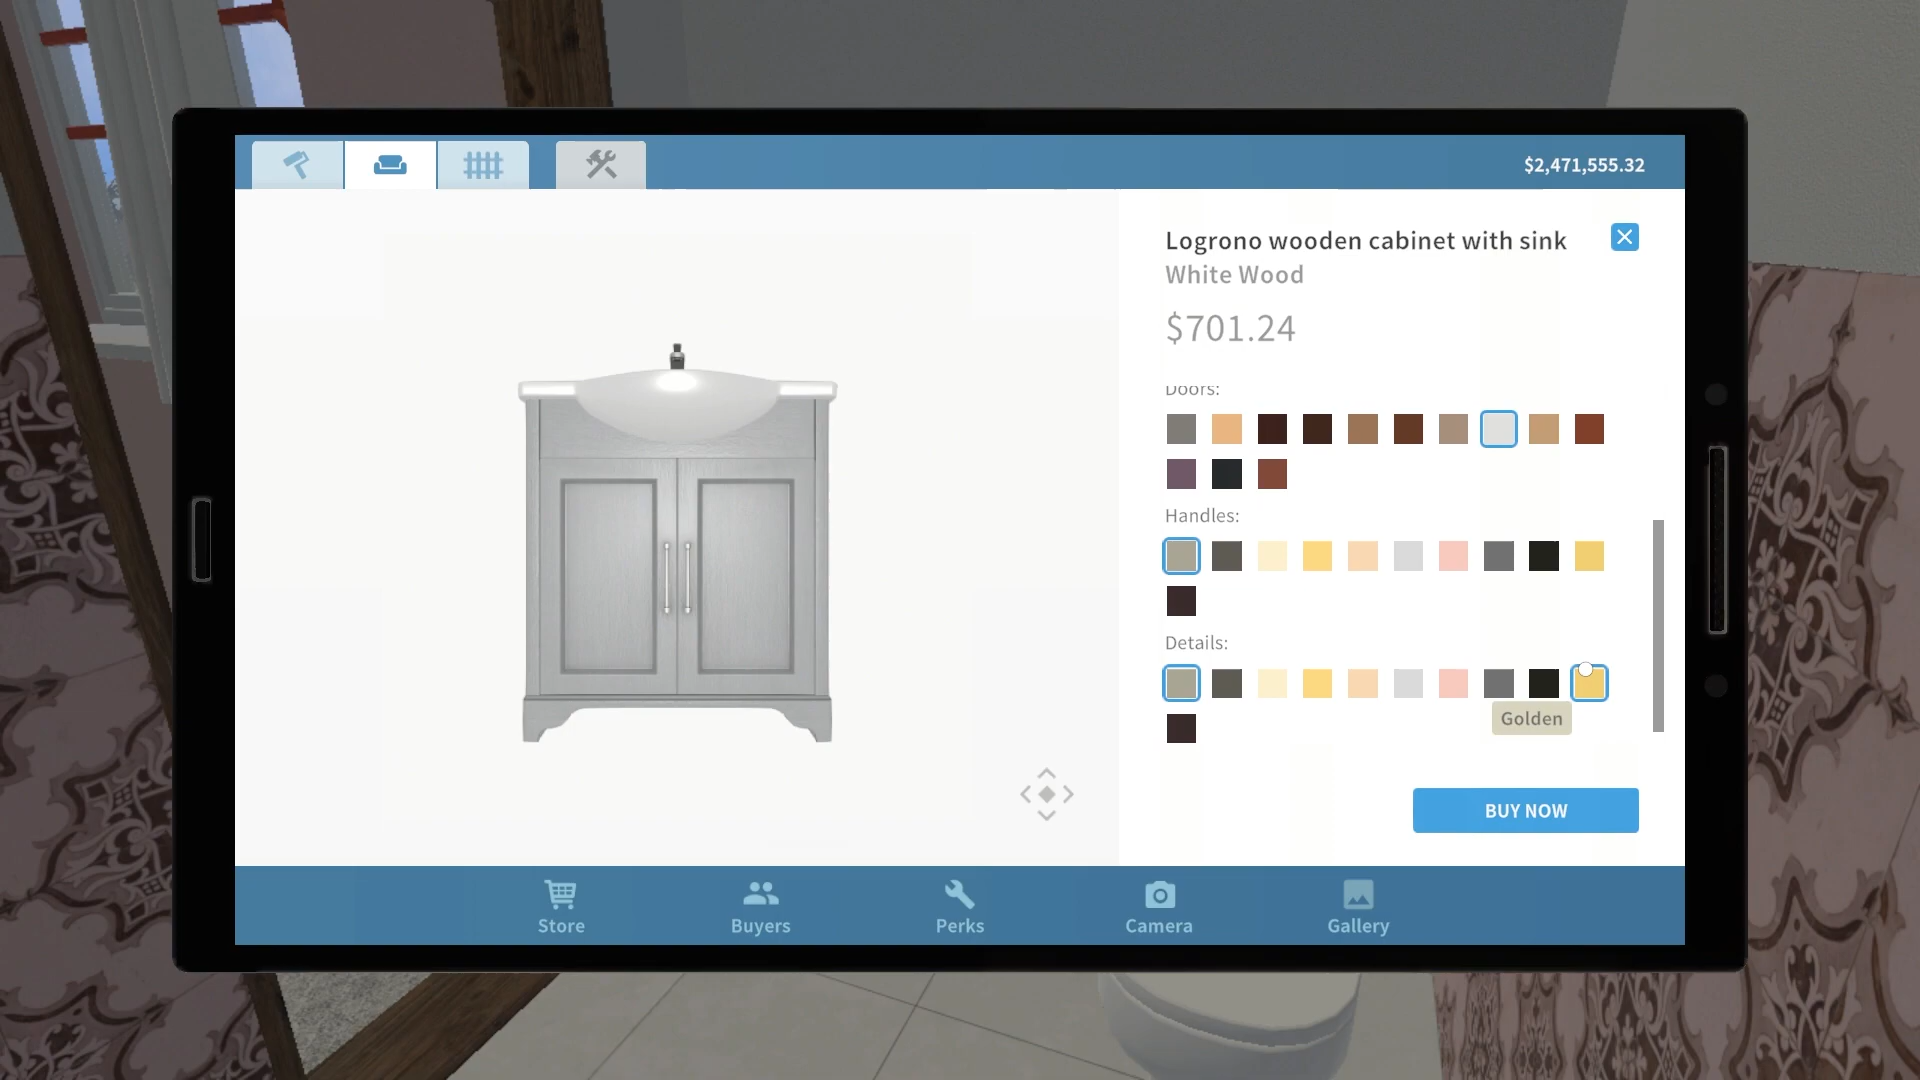 $2,471,555.32
Logrono wooden cabinet with sink
White Wood
$701.24
Doors:
Handles:
Details:
Golden
BUY NOW
Store
Buyers
Perks
Camera
Gallery